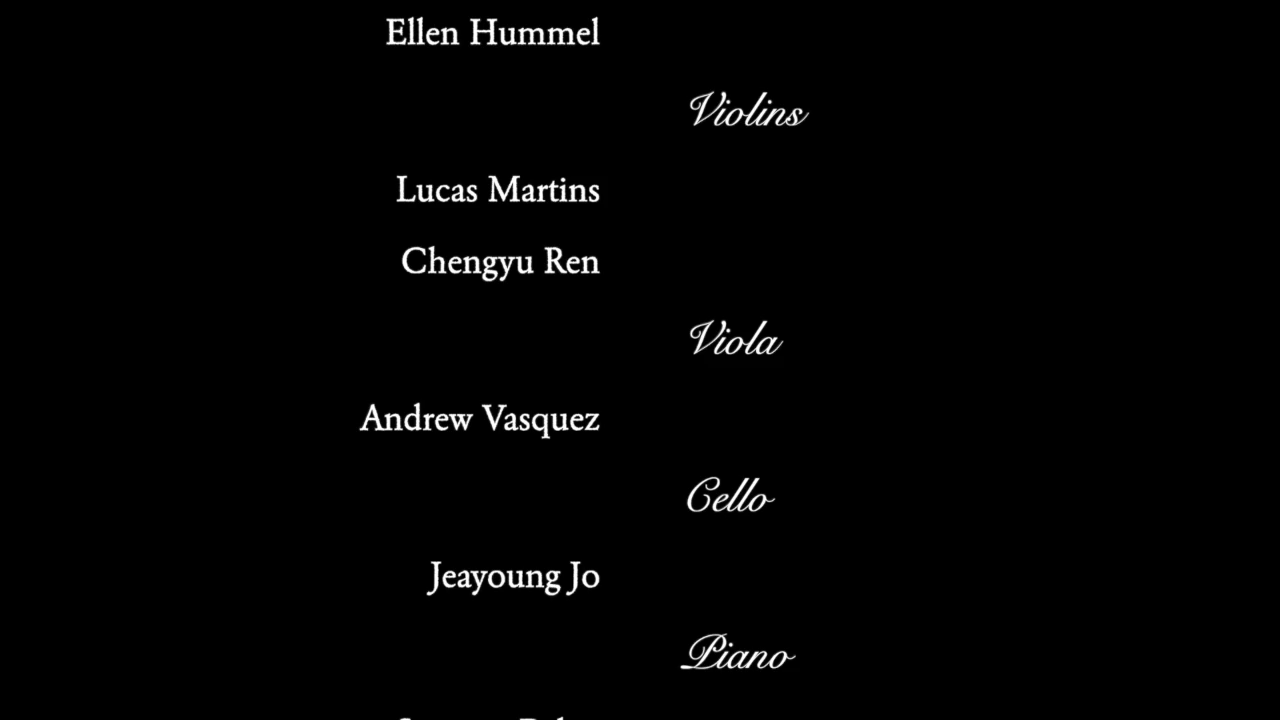 Ellen Hummel
Violins
Lucas Martins
Chengyu Ren
Viola
Andrew Vasquez
Cello
Jeayoung Jo
Piano